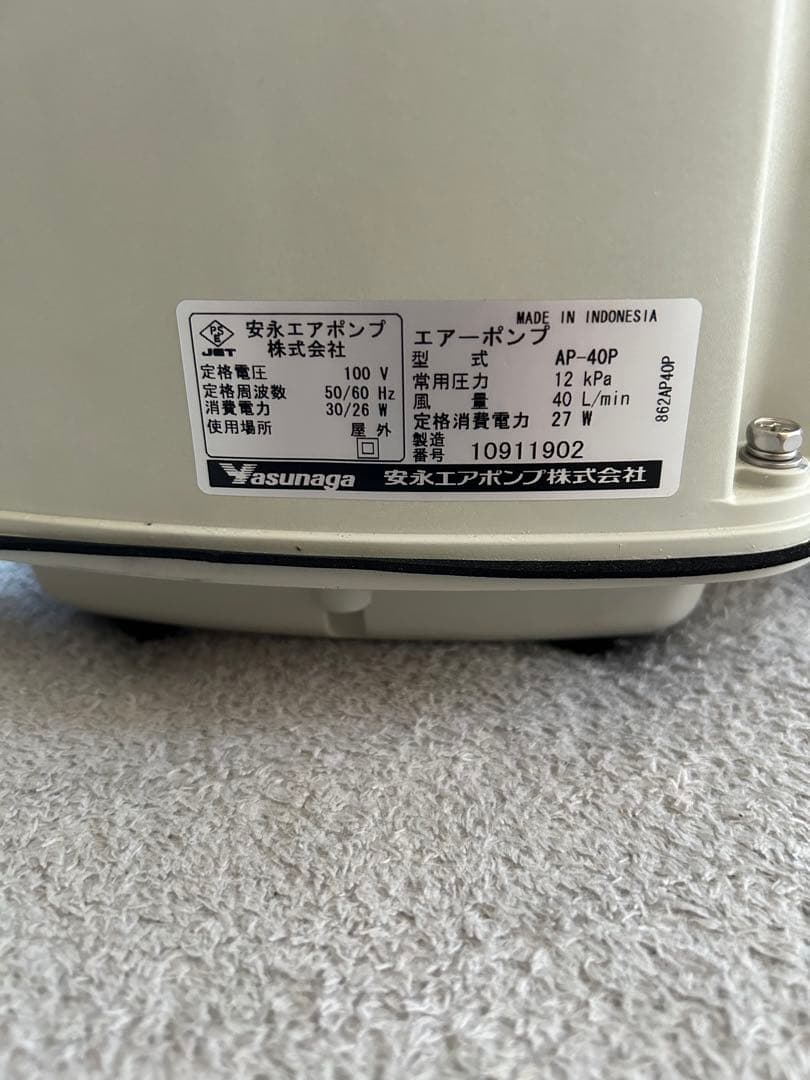 PSE
JET
安永エアポンプ
株式会社
定格電圧 100 V
定格周波数 50/60 Hz
消費電力 30/26 W
使用場所 屋 外
MADE IN INDONESIA
エアーポンプ
型 式 AP-40P
常用圧力 12 kPa
風 量 40 L/min
定格消費電力 27 W
製造
番号 10911902
862AP40P
Yasunaga 安永エアポンプ株式会社